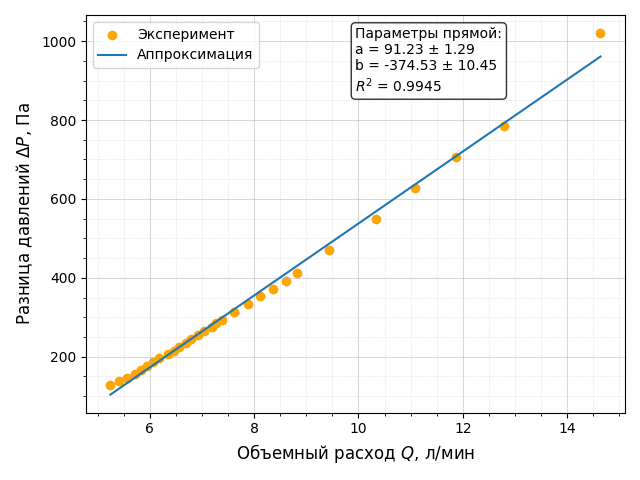 Эксперимент
Аппроксимация
Параметры прямой:
a = 91.23 ± 1.29
b = -374.53 ± 10.45
R² = 0.9945
Разница давлений ΔP, Па
1000
800
600
400
200
6 8 10 12 14
Объемный расход Q, л/мин